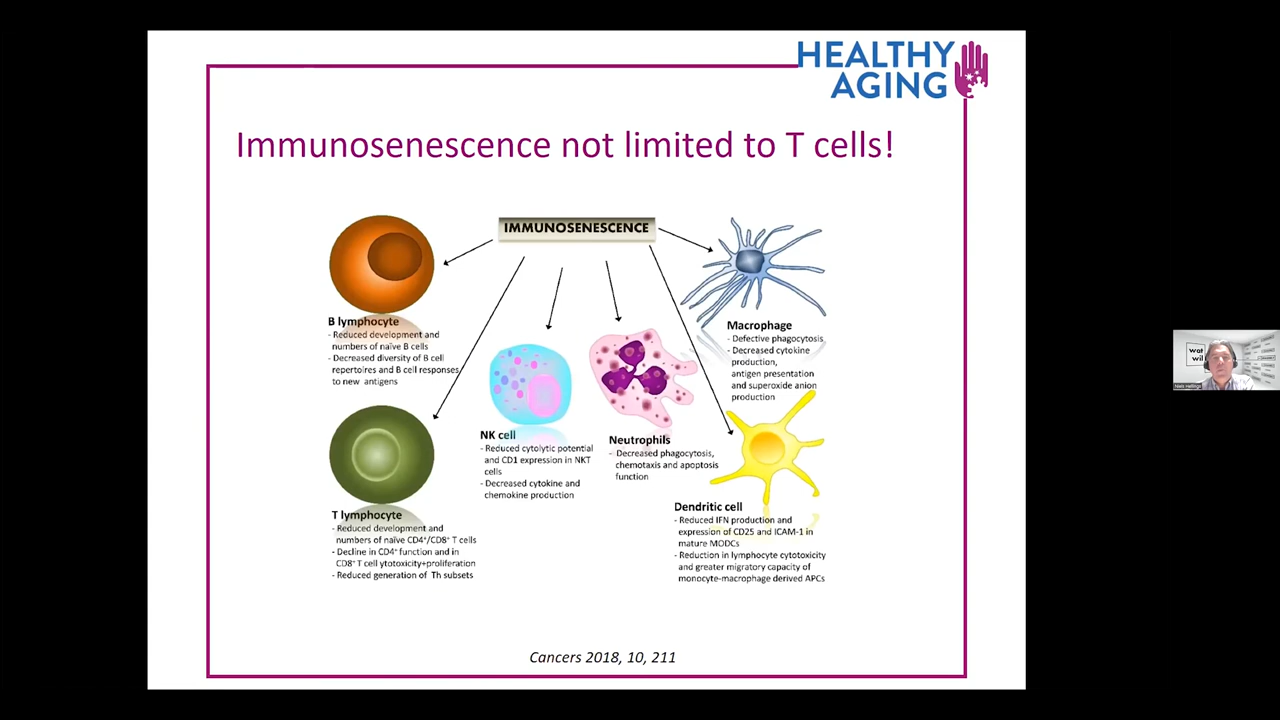 HEALTHY
AGING
Immunosenescence not limited to T cells!
IMMUNOSENESCENCE
B lymphocyte
- Reduced development and
numbers of naïve B cells
- Decreased diversity of B cell
repertoires and B cell responses
to new antigens
T lymphocyte
- Reduced development and
numbers of naïve CD4⁺/CD8⁺ T cells
- Decline in CD4⁺ function and in
CD8⁺ T cell ytotoxicity+proliferation
- Reduced generation of Th subsets
NK cell
- Reduced cytolytic potential
and CD1 expression in NKT
cells
- Decreased cytokine and
chemokine production
Neutrophils
- Decreased phagocytosis,
chemotaxis and apoptosis
function
Macrophage
- Defective phagocytosis
- Decreased cytokine
production,
antigen presentation
and superoxide anion
production
Dendritic cell
- Reduced IFN production and
expression of CD25 and ICAM-1 in
mature MODCs
- Reduction in lymphocyte cytotoxicity
and greater migratory capacity of
monocyte-macrophage derived APCs
Cancers 2018, 10, 211
wat
wil
Niels Hellings